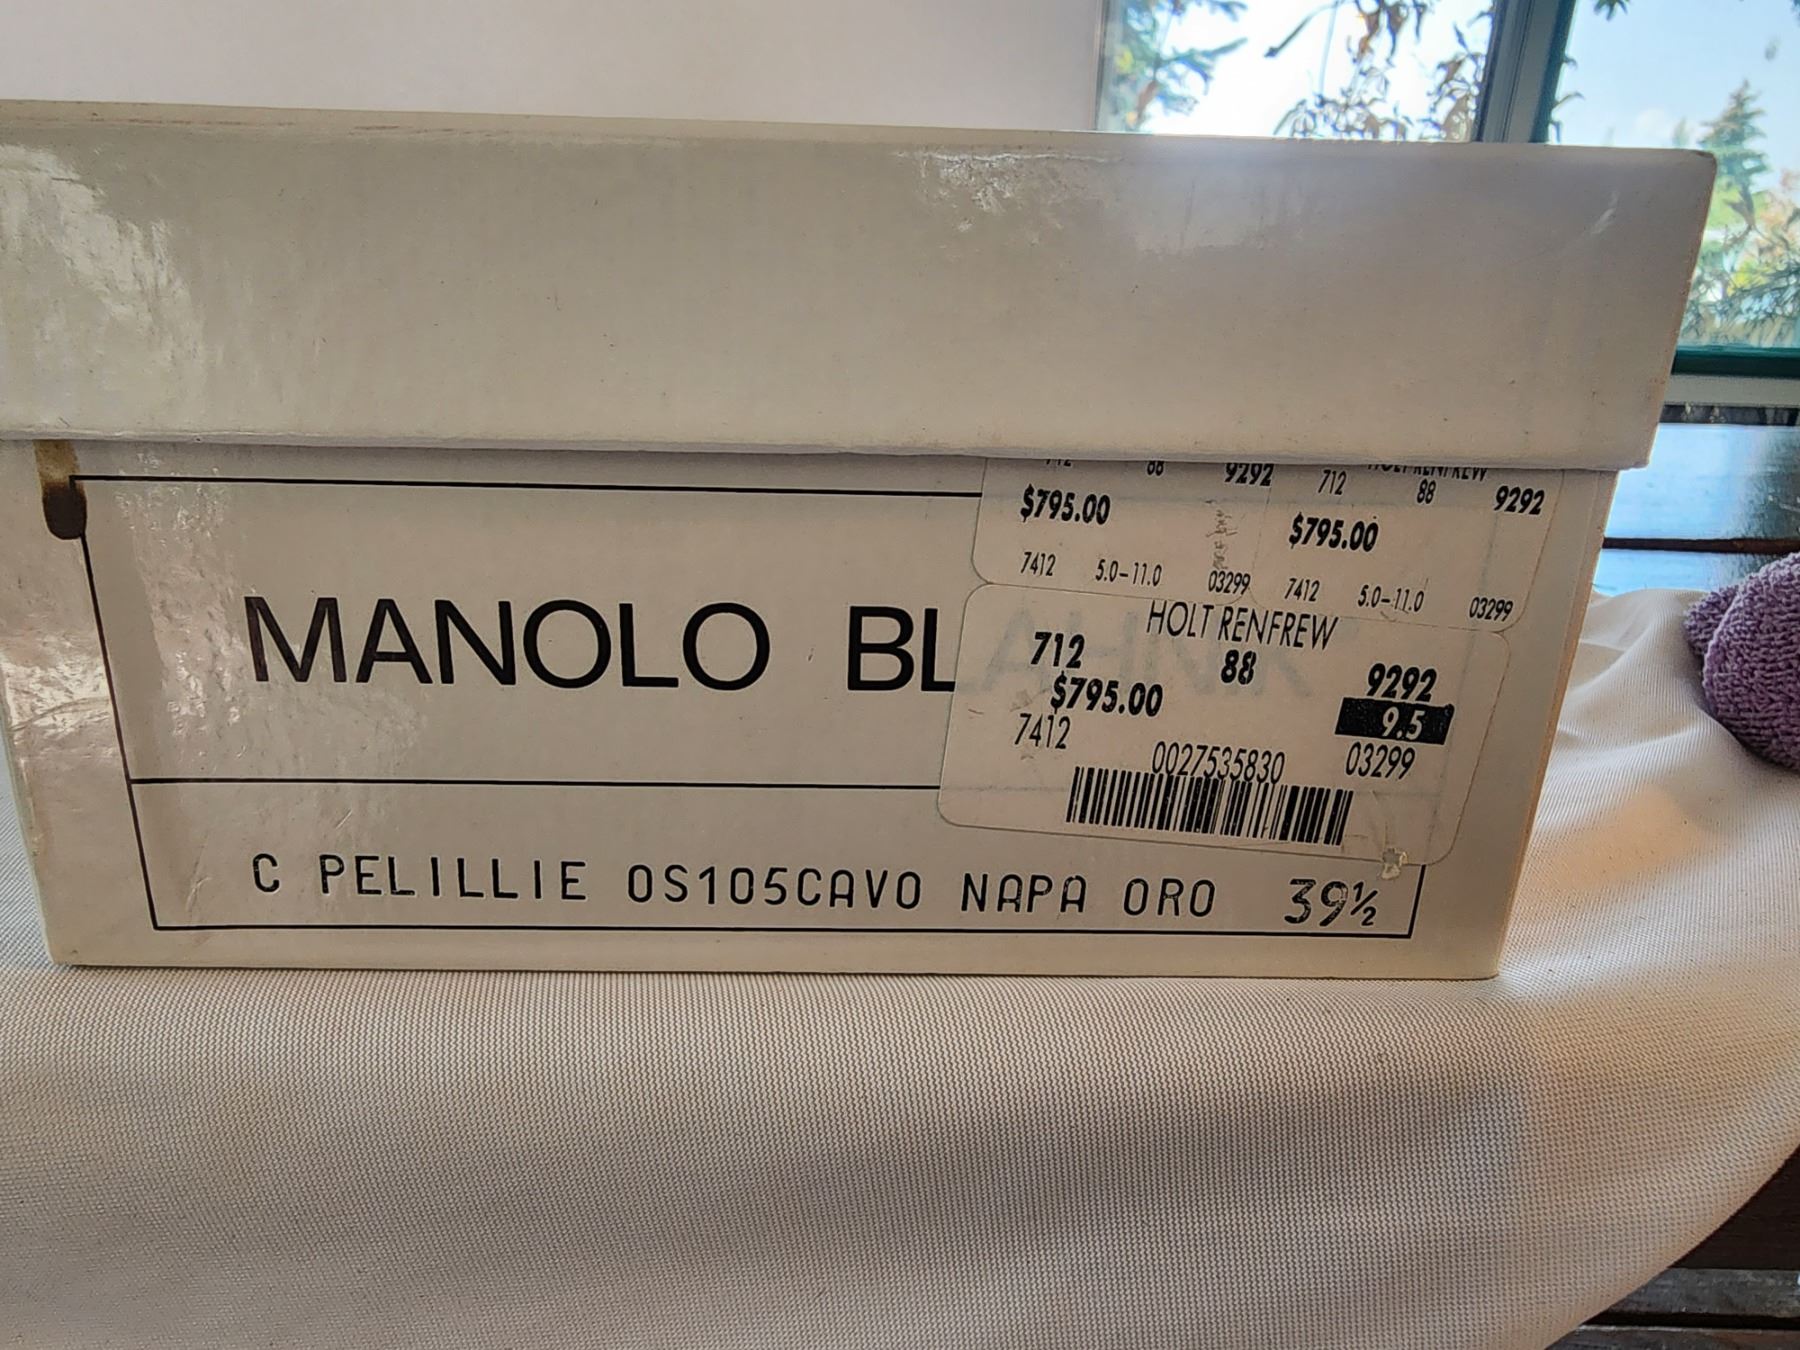 9292
712 88 9292
$795.00
$795.00
7412 5.0-11.0 03299
7412 5.0-11.0 03299
MANOLO BLAHNIK
HOLT RENFREW
712 88 9292
$795.00 9.5
7412 0027535830 03299
C PELILLIE OS105CAVO NAPA ORO 39½